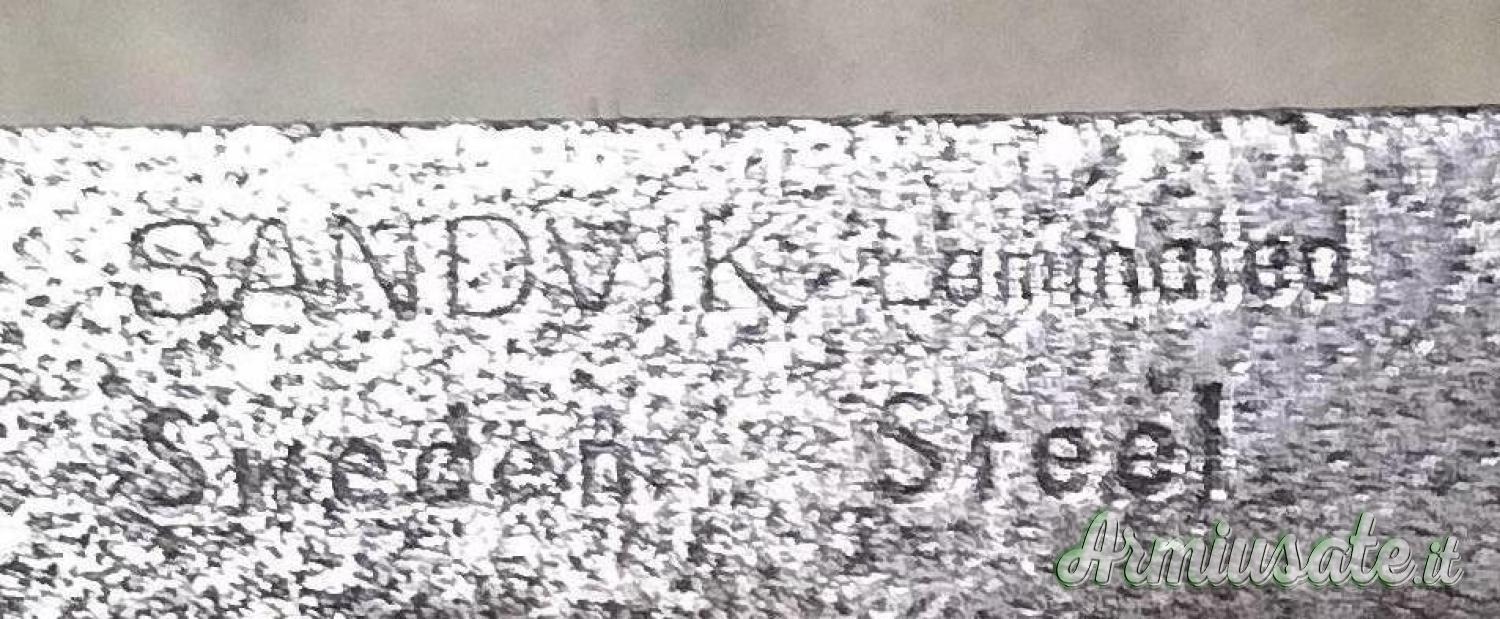 SANDVIK Laminated
Sweden Steel
Armiusate.it